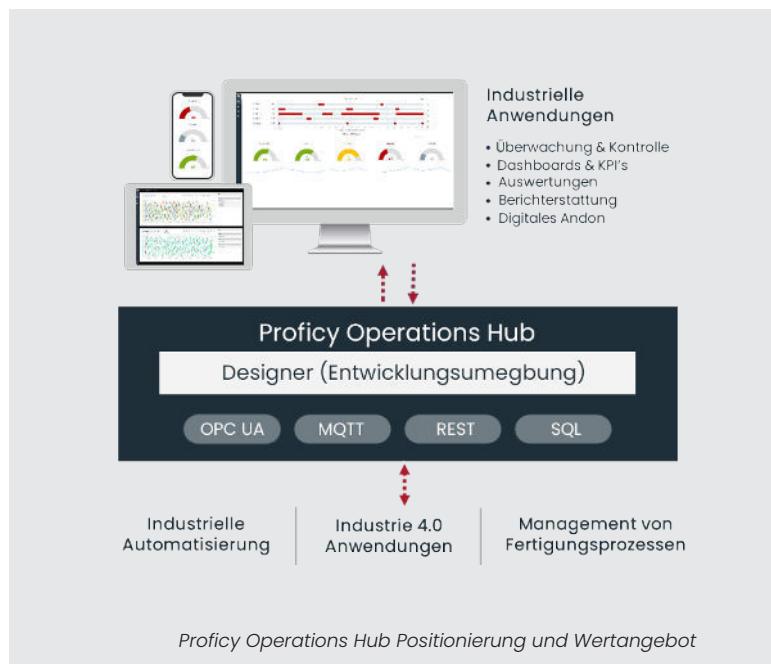 Industrielle
Anwendungen
• Überwachung & Kontrolle
• Dashboards & KPI's
• Auswertungen
• Berichterstattung
• Digitales Andon
Proficy Operations Hub
Designer (Entwicklungsumegbung)
OPC UA MQTT REST SQL
Industrielle
Automatisierung
Industrie 4.0
Anwendungen
Management von
Fertigungsprozessen
Proficy Operations Hub Positionierung und Wertangebot